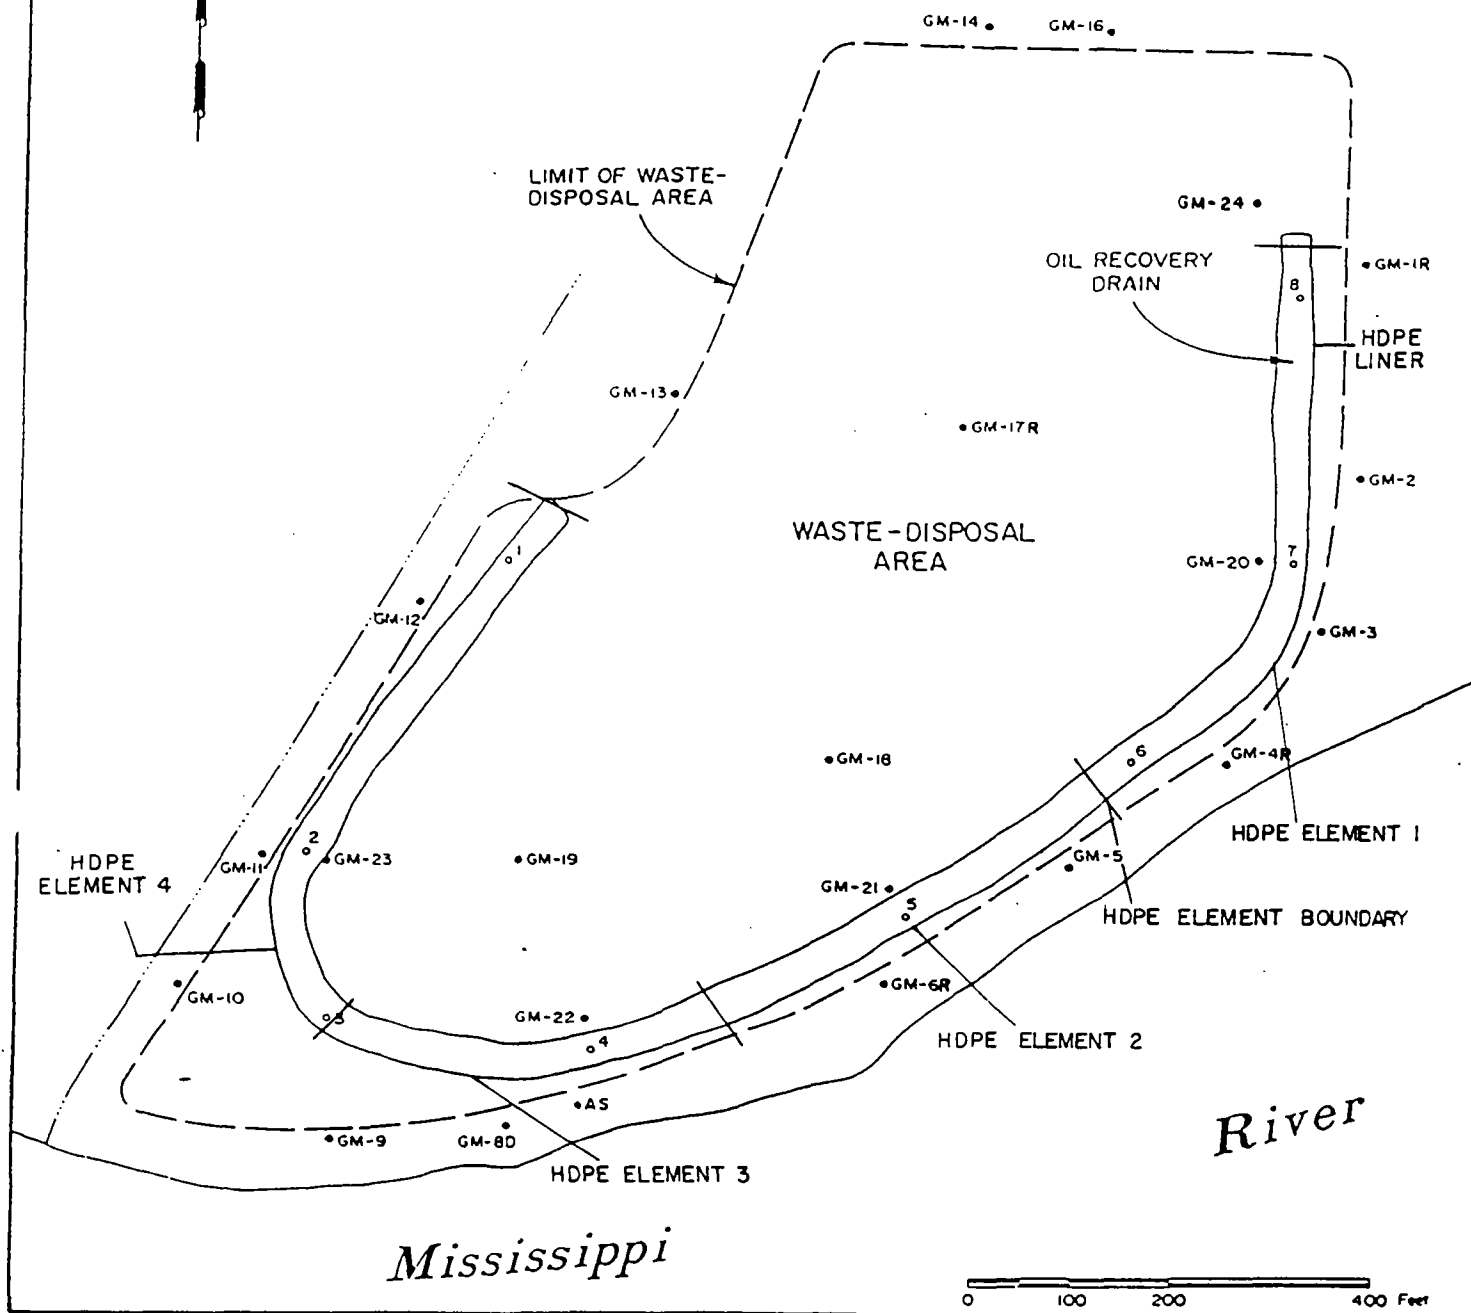 GM-14
GM-16
LIMIT OF WASTE-
DISPOSAL AREA
GM-24
OIL RECOVERY
DRAIN
GM-1R
8
HDPE
LINER
GM-13
GM-17R
GM-2
WASTE-DISPOSAL
AREA
1
GM-20
7
GM-12
GM-3
GM-18
6
GM-4R
HDPE ELEMENT 1
2
GM-11
GM-23
GM-19
GM-5
HDPE
ELEMENT 4
GM-21
5
HDPE ELEMENT BOUNDARY
GM-10
GM-6R
3
GM-22
4
HDPE ELEMENT 2
AS
GM-9
GM-8D
HDPE ELEMENT 3
River
Mississippi
0 100 200 400 Feet